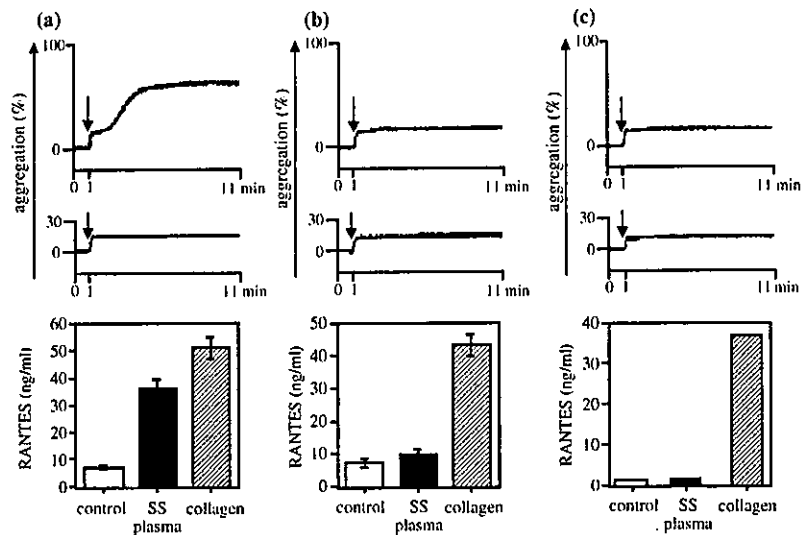 (a)
100
aggregation (%)
0
0 1 11 min
30
0
0 1 11 min
60
50
40
30
20
10
0
RANTES (ng/ml)
control SS collagen
plasma
(b)
100
aggregation (%)
0
0 1 11 min
30
0
0 1 11 min
50
40
30
20
10
0
RANTES (ng/ml)
control SS collagen
plasma
(c)
100
aggregation (%)
0
0 1 11 min
30
0
0 1 11 min
40
30
20
10
0
RANTES (ng/ml)
control SS collagen
plasma